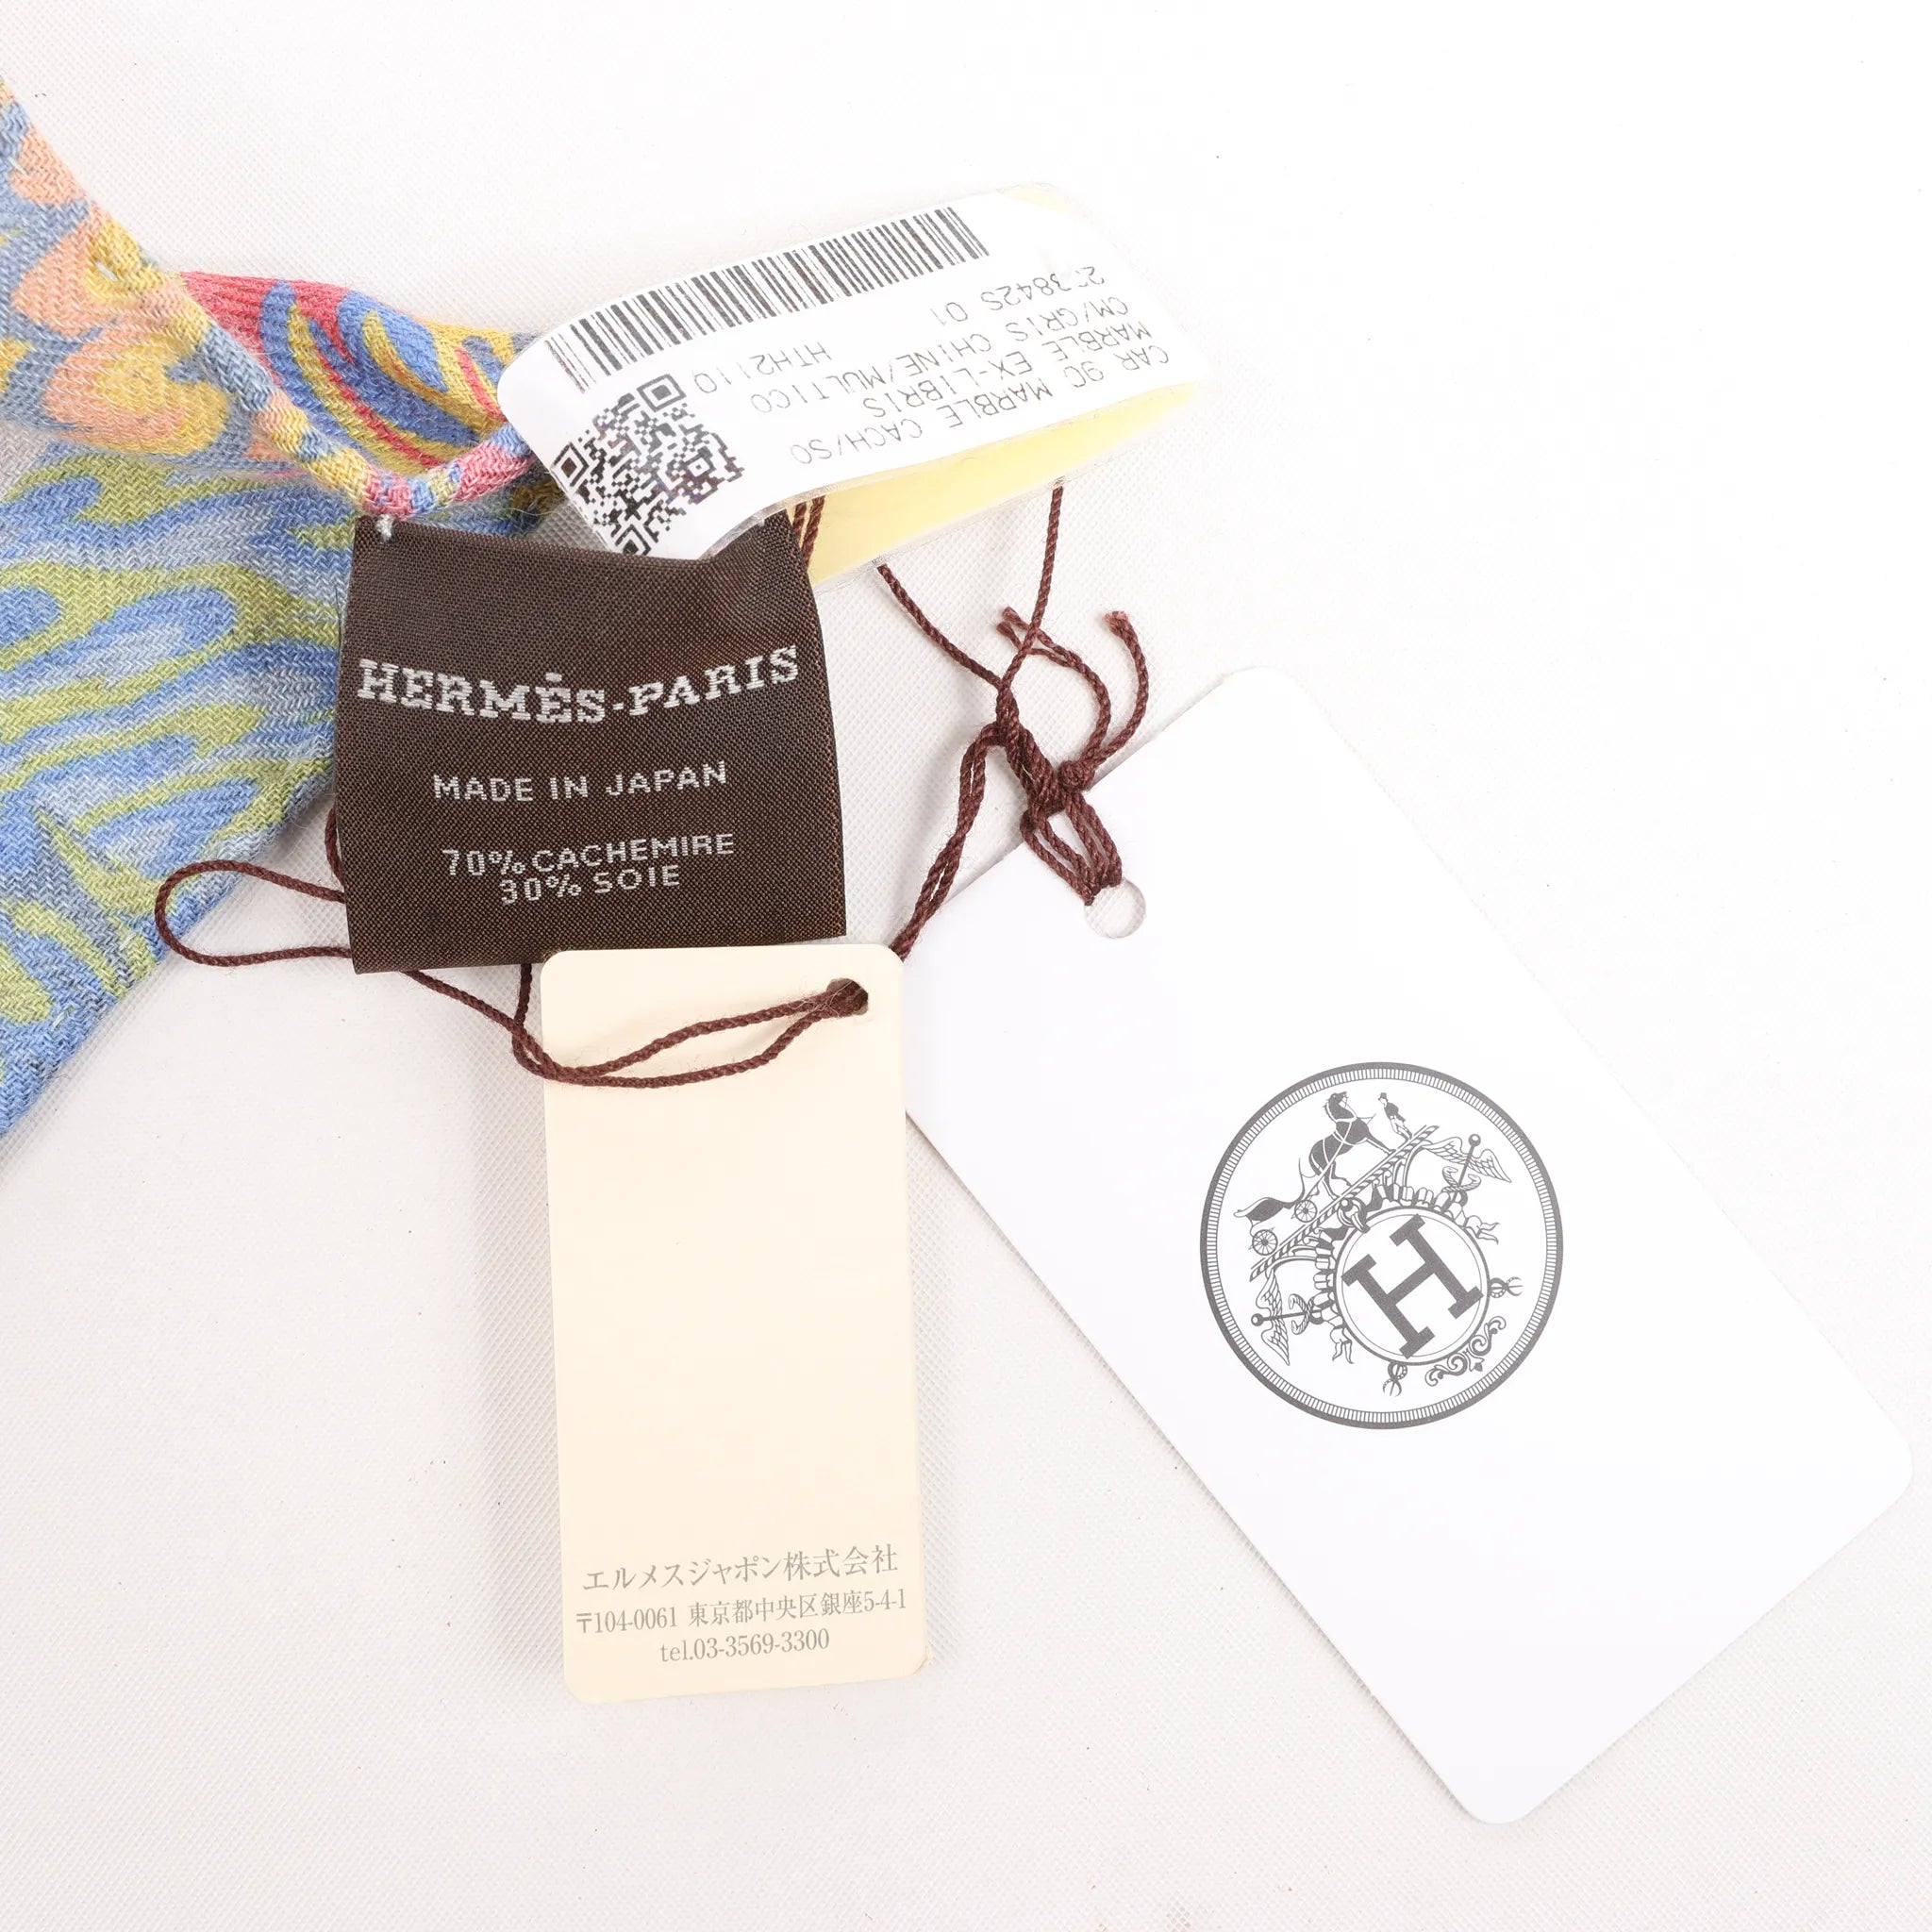 CAR 90 MARBLE CACH/SO
MARBLE EX-LIBRIS
CM/GRIS CHINE/MULTICO
01
HTH2110
HERMÈS-PARIS
MADE IN JAPAN
70% CACHEMIRE
30% SOIE
エルメスジャポン株式会社
〒104-0061 東京都中央区銀座5-4-1
tel.03-3569-3300
H